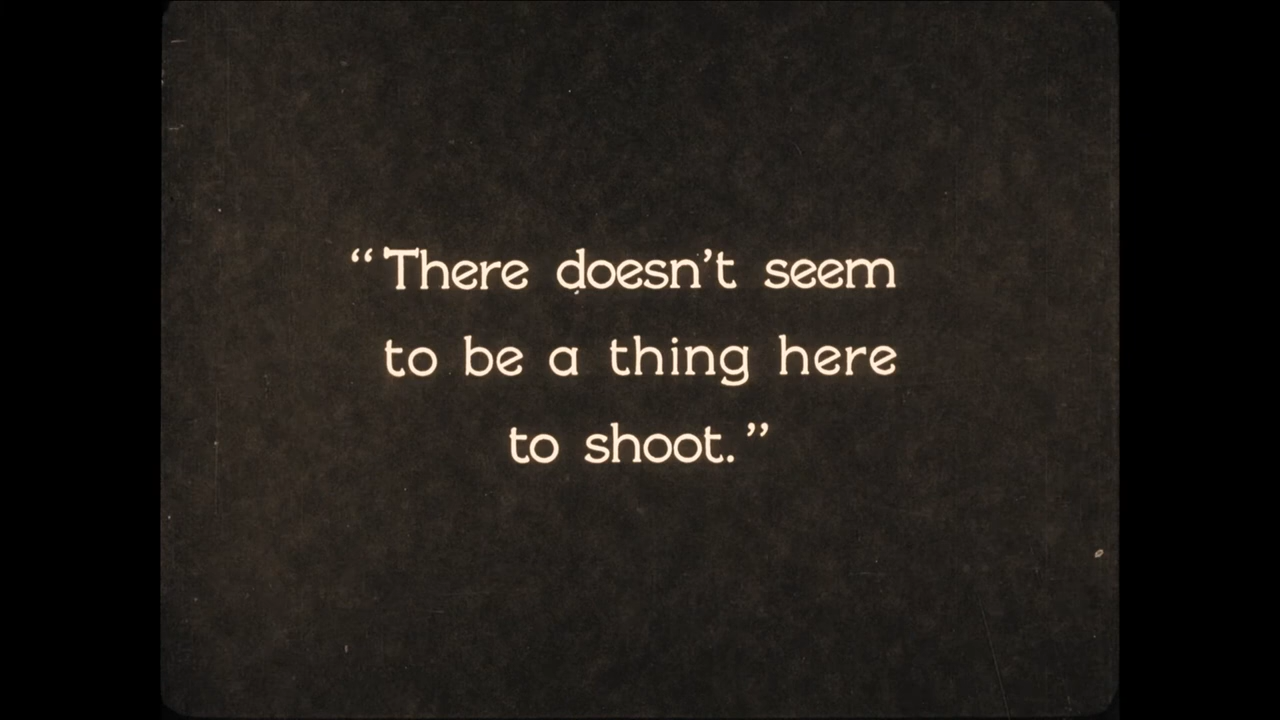 “There doesn’t seem
to be a thing here
to shoot.”